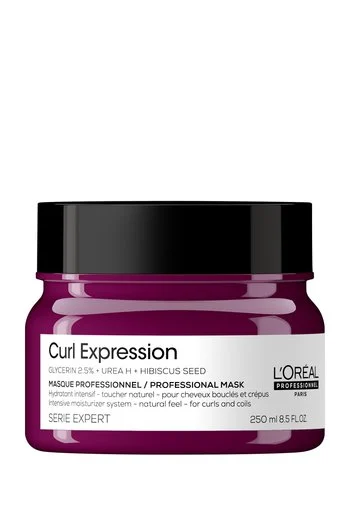 Curl Expression
GLYCERIN 2.5% + UREA H + HIBISCUS SEED
MASQUE PROFESSIONNEL / PROFESSIONAL MASK
Hydratant intensif - toucher naturel - pour cheveux bouclés et crépus
Intensive moisturizer system - natural feel - for curls and coils
SERIE EXPERT
L'ORÉAL
PROFESSIONNEL
PARIS
250 ml 8.5 FL.OZ